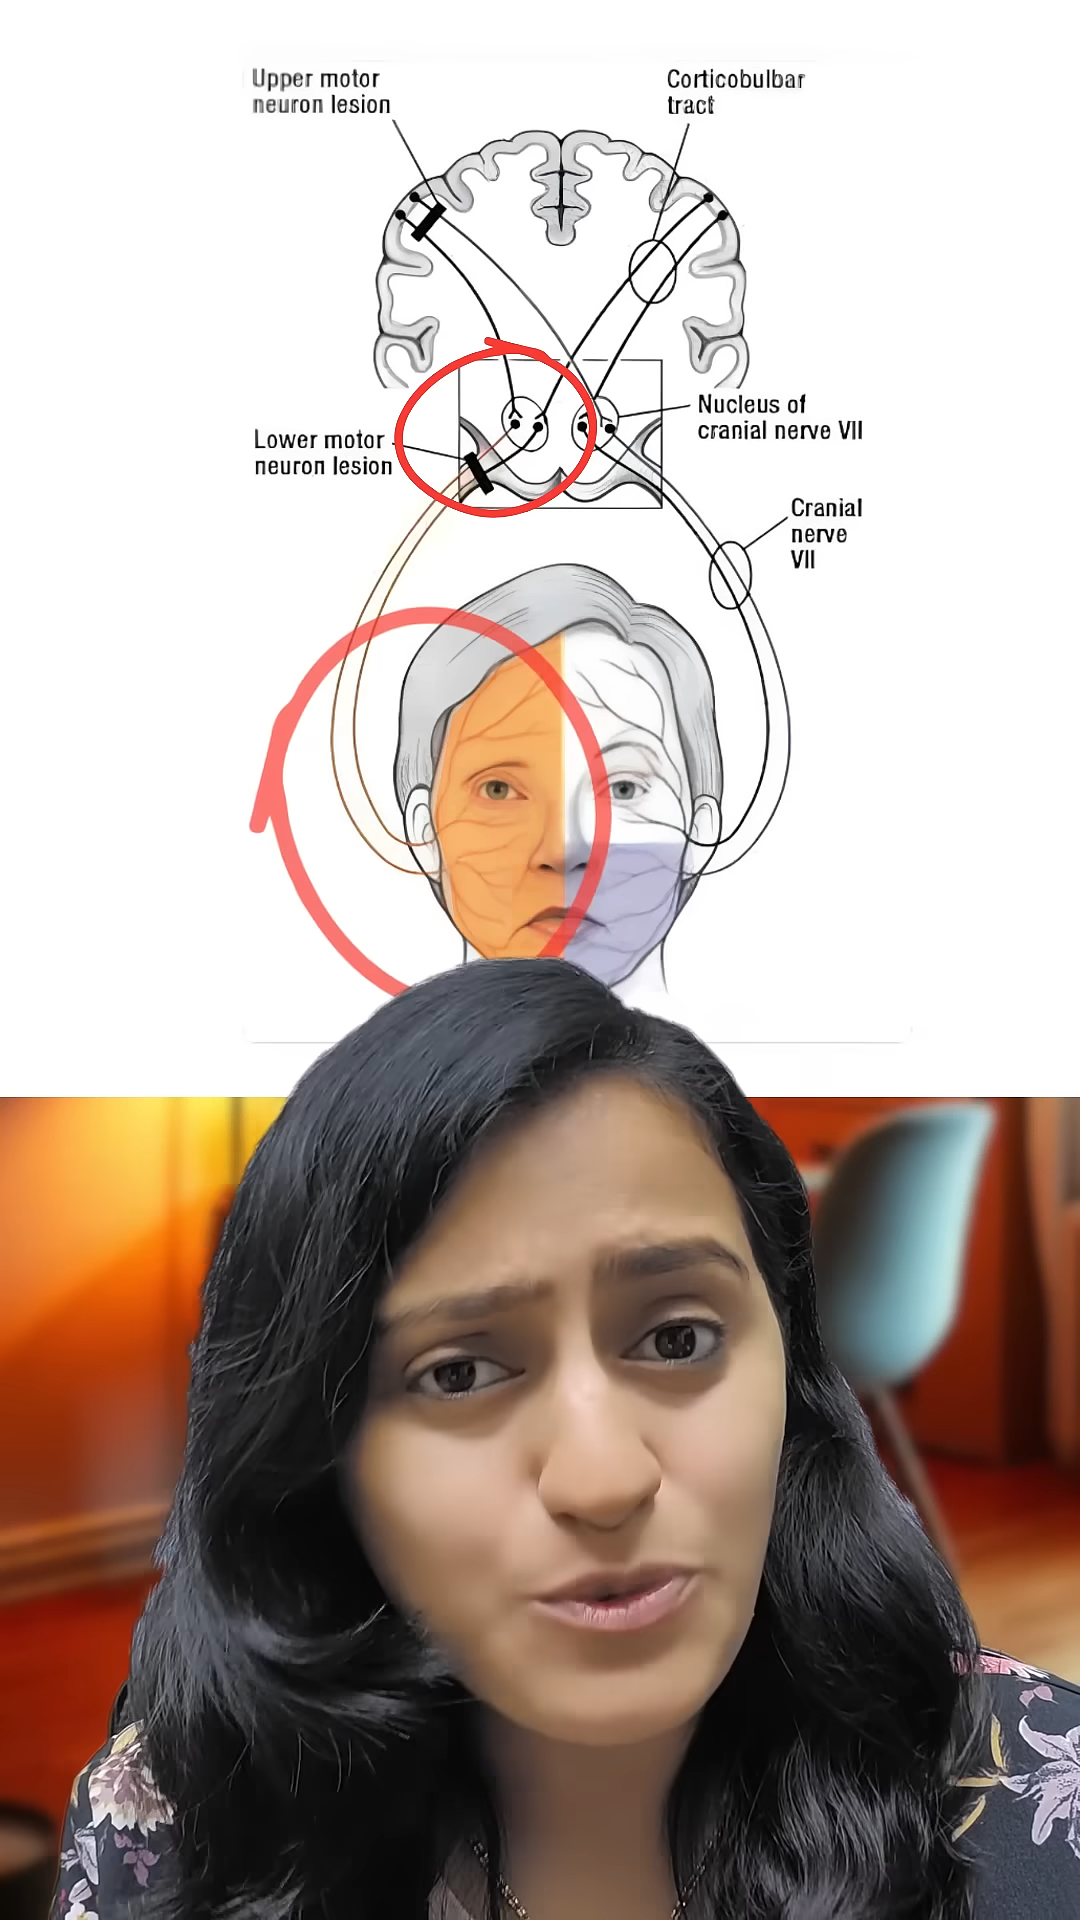 Upper motor
neuron lesion
Corticobulbar
tract
Nucleus of
cranial nerve VII
Lower motor
neuron lesion
Cranial
nerve
VII